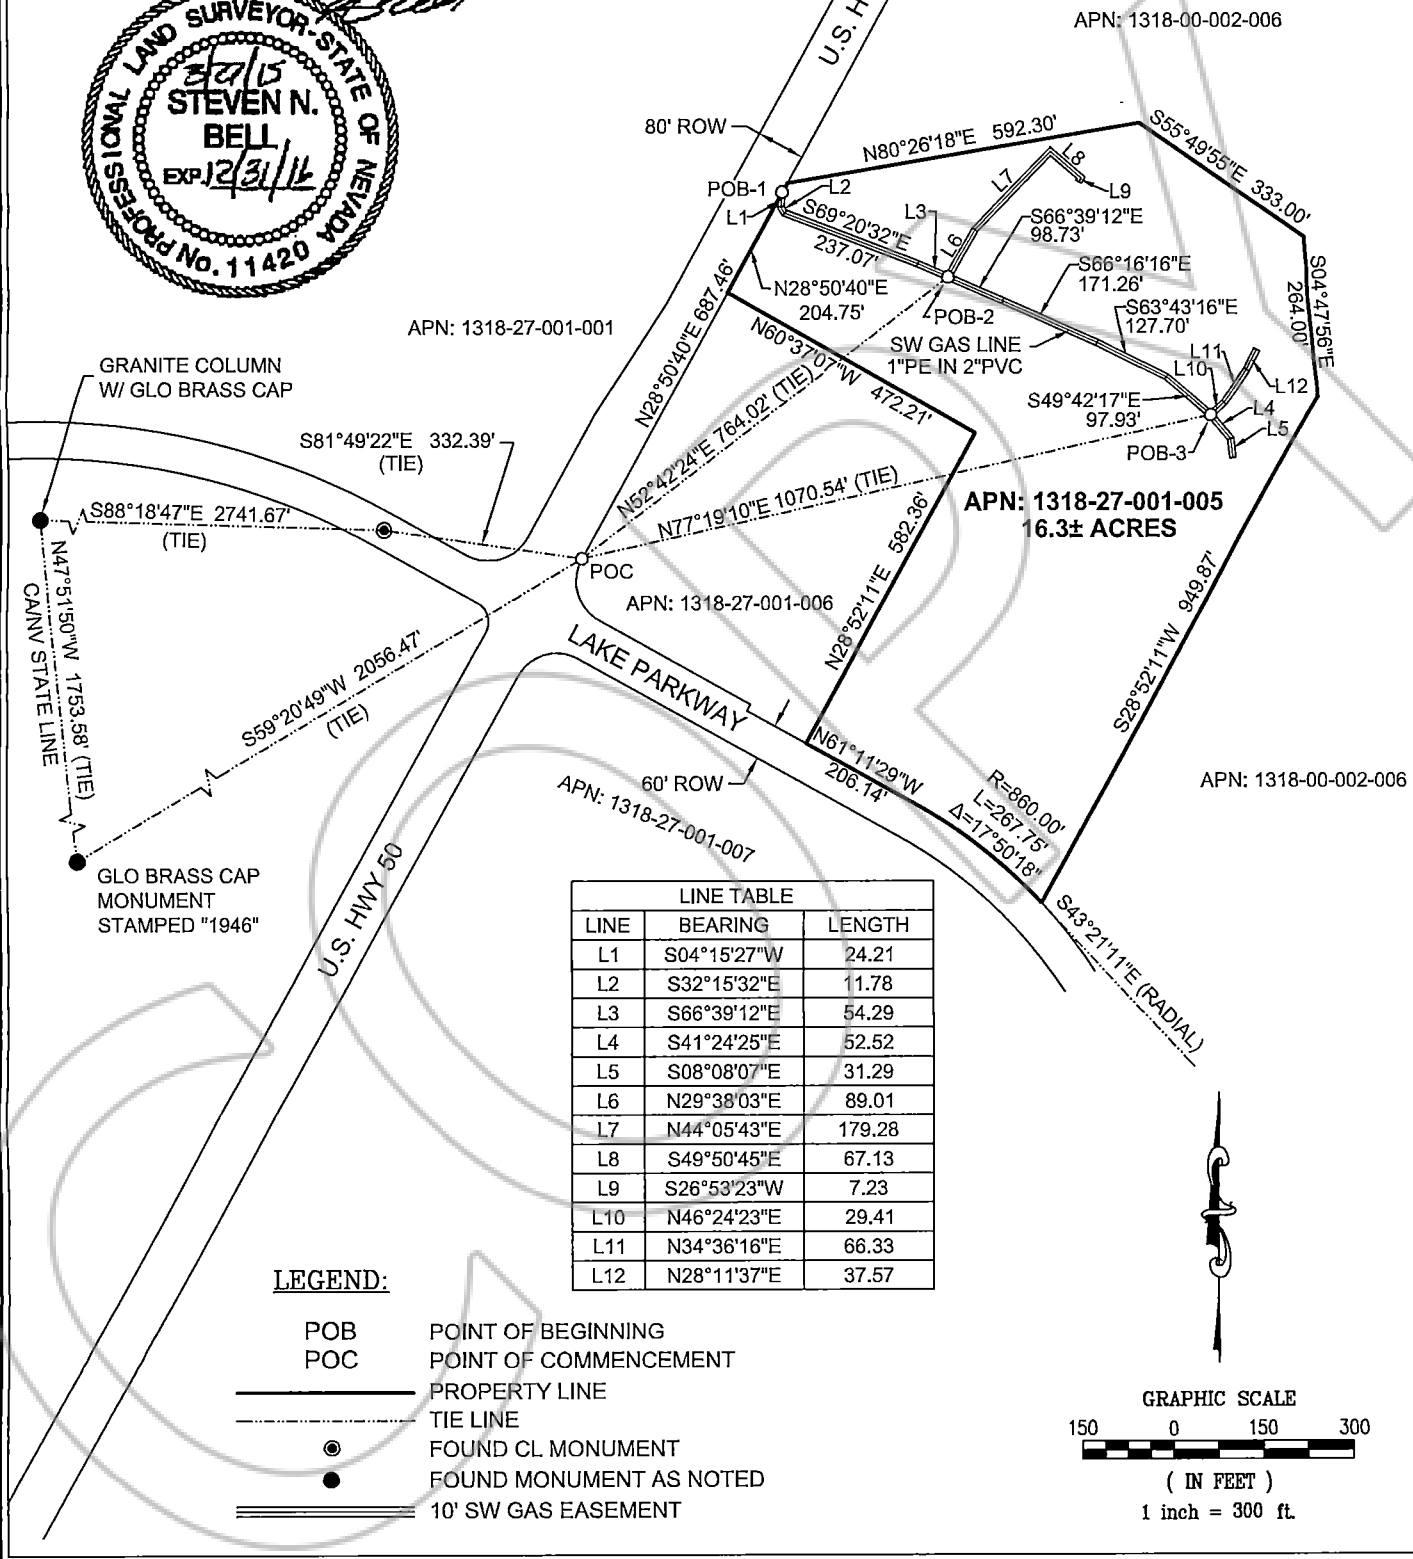 APN: 1318-00-002-006
U.S. H
PROFESSIONAL LAND SURVEYOR-STATE OF NEVADA
3/27/15
STEVEN N.
BELL
EXP. 12/31/16
No. 11420
80' ROW
N80°26'18"E 592.30'
S55°49'55"E 333.00'
POB-1
L2
L1
L3
L6
L7
L8
L9
S69°20'32"E
237.07'
S66°39'12"E
98.73'
S66°16'16"E
171.26'
S63°43'16"E
127.70'
S04°47'56"E
264.00'
N28°50'40"E
204.75'
N28°50'40"E 687.46'
POB-2
SW GAS LINE
1"PE IN 2"PVC
APN: 1318-27-001-001
N60°37'07"W 472.21'
L11
L10
L12
L4
L5
S49°42'17"E
97.93'
POB-3
GRANITE COLUMN
W/ GLO BRASS CAP
S81°49'22"E 332.39'
(TIE)
N52°42'24"E 764.02' (TIE)
N77°19'10"E 1070.54' (TIE)
APN: 1318-27-001-005
16.3± ACRES
S88°18'47"E 2741.67'
(TIE)
POC
N47°51'50"W 1753.58' (TIE)
CA/NV STATE LINE
APN: 1318-27-001-006
N28°52'11"E 582.36'
S28°52'11"W 949.87'
LAKE PARKWAY
S59°20'49"W 2056.47'
(TIE)
N61°11'29"W
206.14'
R=860.00'
L=267.75'
Δ=17°50'18"
60' ROW
APN: 1318-27-001-007
APN: 1318-00-002-006
GLO BRASS CAP
MONUMENT
STAMPED "1946"
U.S. HWY 50
S43°21'11"E (RADIAL)
LINE TABLE
LINE BEARING LENGTH
L1 S04°15'27"W 24.21
L2 S32°15'32"E 11.78
L3 S66°39'12"E 54.29
L4 S41°24'25"E 52.52
L5 S08°08'07"E 31.29
L6 N29°38'03"E 89.01
L7 N44°05'43"E 179.28
L8 S49°50'45"E 67.13
L9 S26°53'23"W 7.23
L10 N46°24'23"E 29.41
L11 N34°36'16"E 66.33
L12 N28°11'37"E 37.57
LEGEND:
POB POINT OF BEGINNING
POC POINT OF COMMENCEMENT
PROPERTY LINE
TIE LINE
FOUND CL MONUMENT
FOUND MONUMENT AS NOTED
10' SW GAS EASEMENT
GRAPHIC SCALE
150 0 150 300
( IN FEET )
1 inch = 300 ft.